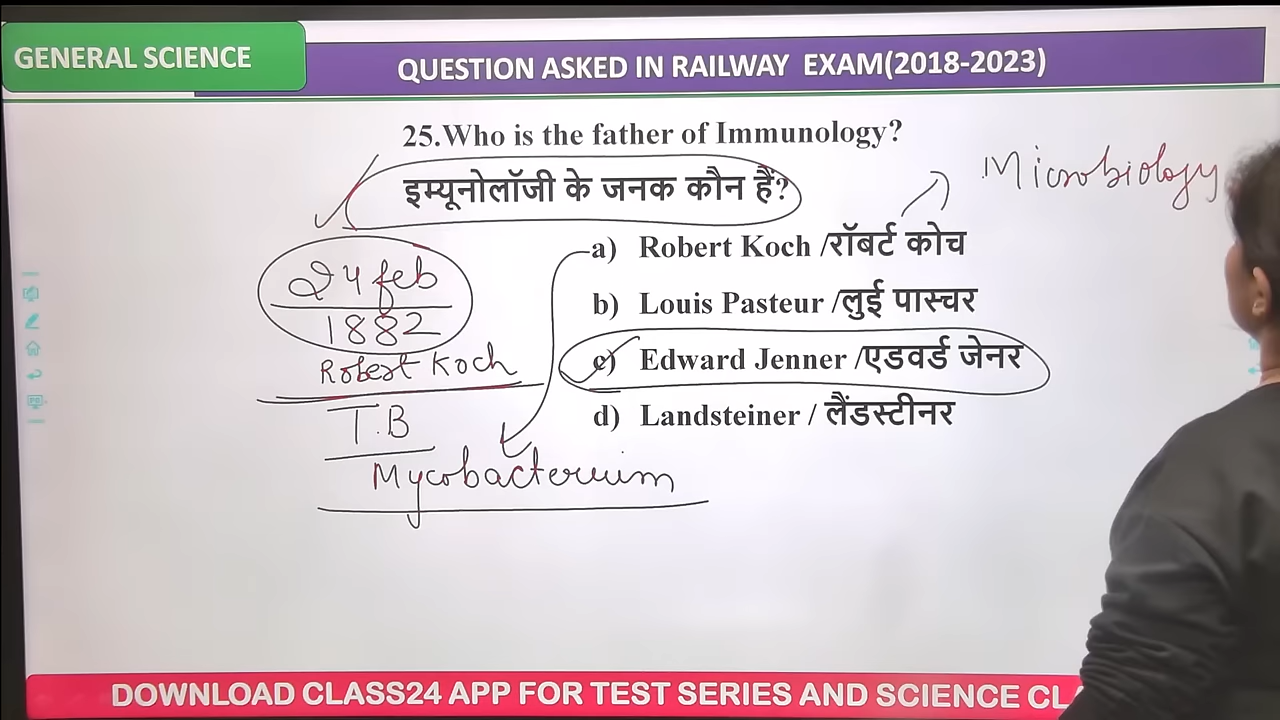 GENERAL SCIENCE
QUESTION ASKED IN RAILWAY EXAM(2018-2023)
25.Who is the father of Immunology?
इम्यूनोलॉजी के जनक कौन हैं?
Microbiology
a) Robert Koch /रॉबर्ट कोच
b) Louis Pasteur /लुई पास्चर
c) Edward Jenner /एडवर्ड जेनर
d) Landsteiner / लैंडस्टीनर
24 feb
1882
Robert Koch
T.B
Mycobacterium
DOWNLOAD CLASS24 APP FOR TEST SERIES AND SCIENCE